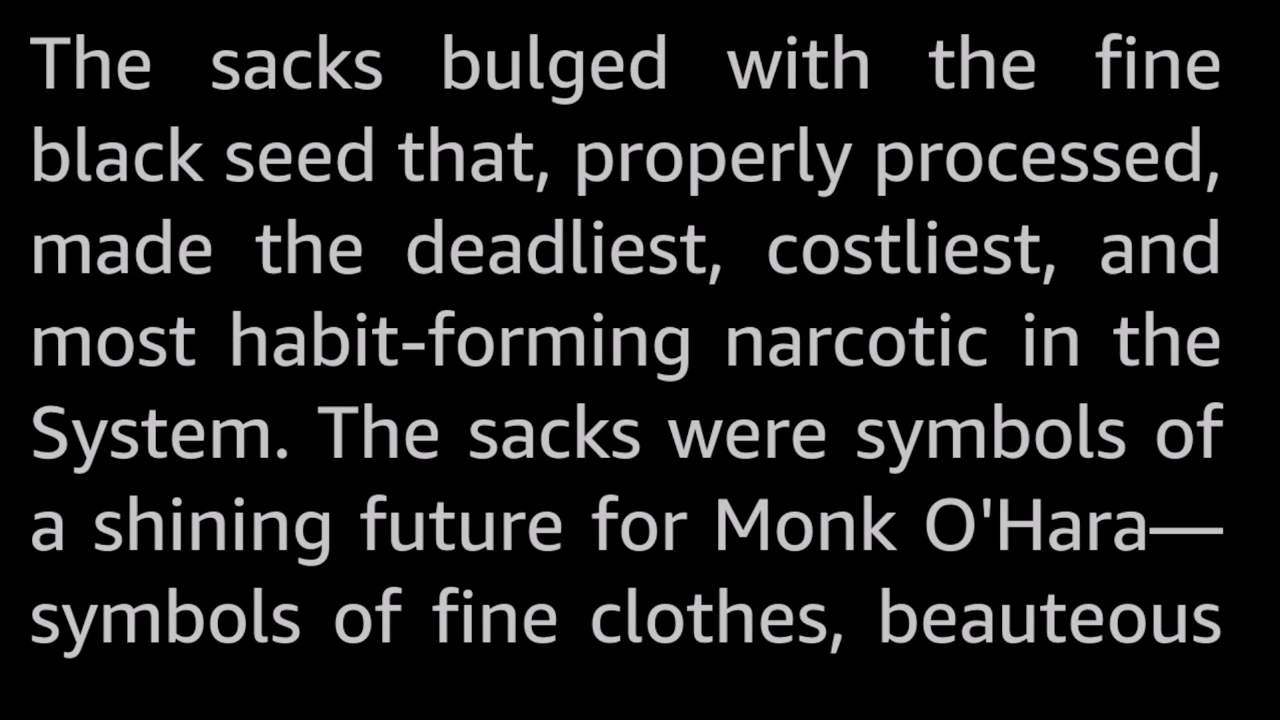 The sacks bulged with the fine
black seed that, properly processed,
made the deadliest, costliest, and
most habit-forming narcotic in the
System. The sacks were symbols of
a shining future for Monk O'Hara—
symbols of fine clothes, beauteous